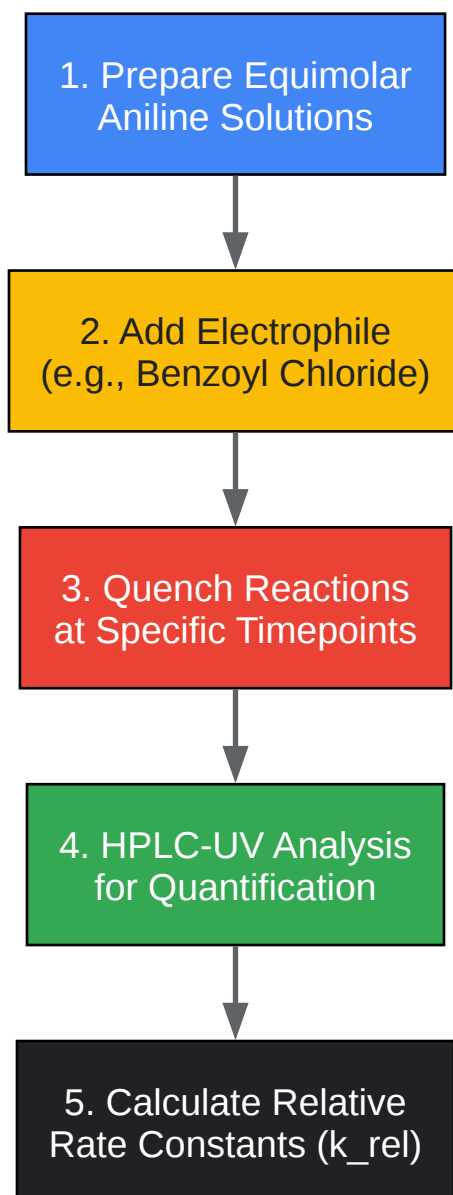 1. Prepare Equimolar
Aniline Solutions
2. Add Electrophile
(e.g., Benzoyl Chloride)
3. Quench Reactions
at Specific Timepoints
4. HPLC-UV Analysis
for Quantification
5. Calculate Relative
Rate Constants (k_rel)